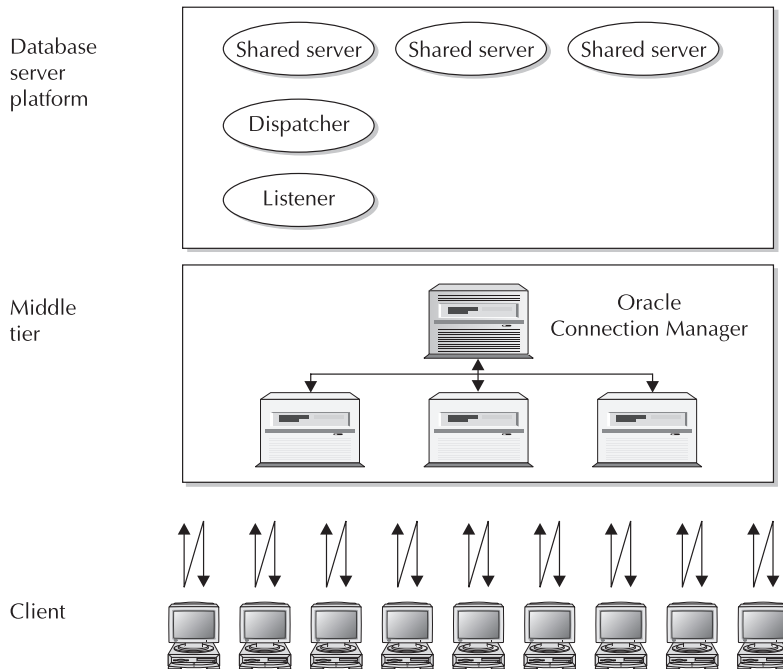 Database
server
platform
Shared server
Shared server
Shared server
Dispatcher
Listener
Middle
tier
Oracle
Connection Manager
Client